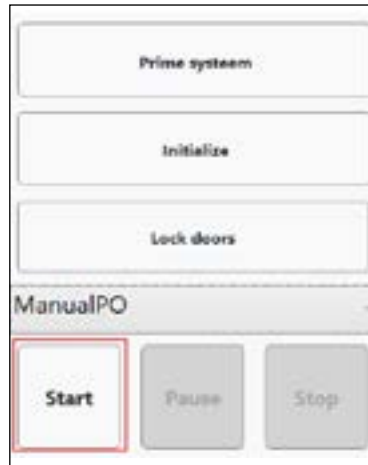 Prime systeem
Initialize
Lock doors
ManualPO
Start Pause Stop